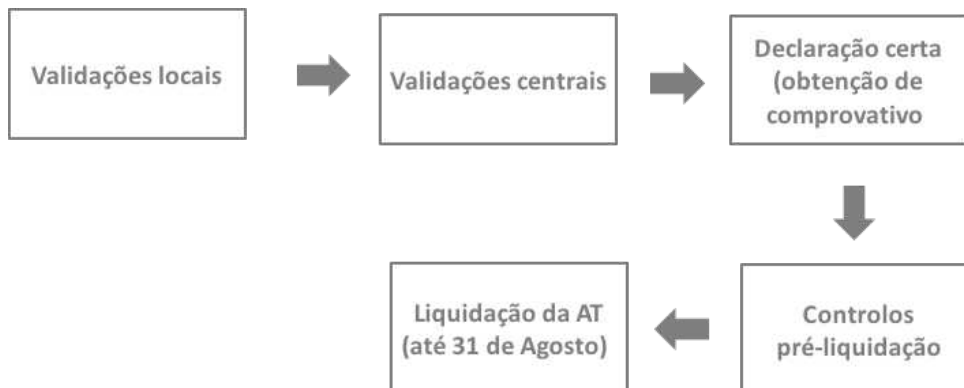 Validações locais
Validações centrais
Declaração certa
(obtenção de
comprovativo
Controlos
pré-liquidação
Liquidação da AT
(até 31 de Agosto)